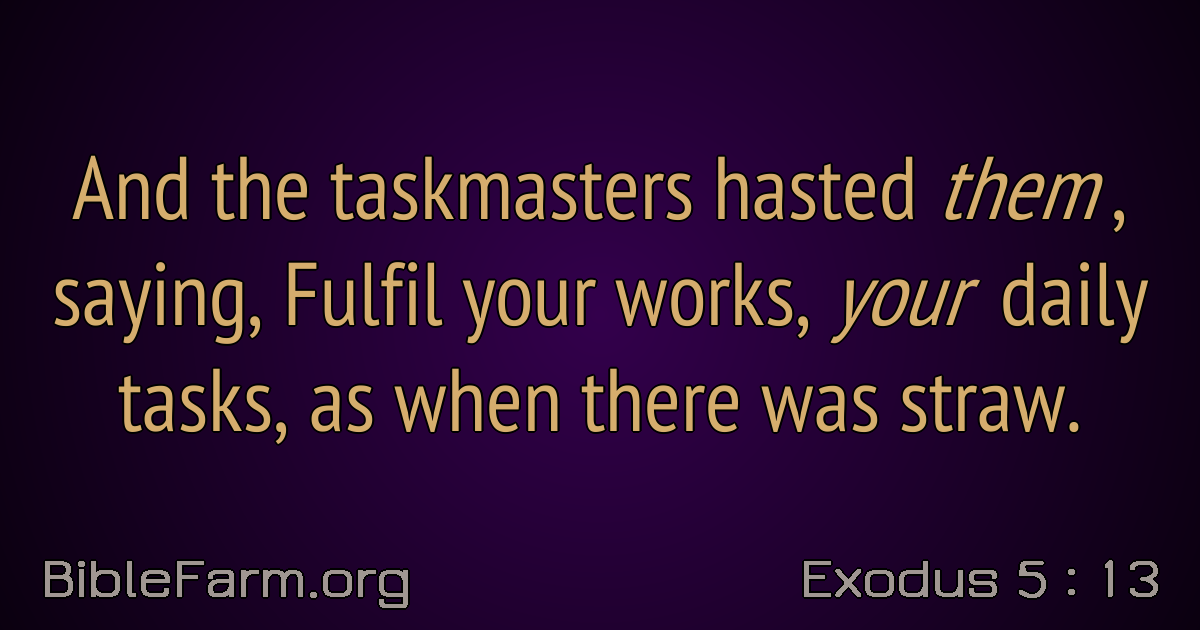 And the taskmasters hasted them ,
saying, Fulfil your works, your daily
tasks, as when there was straw.
BibleFarm.org
Exodus 5 : 13